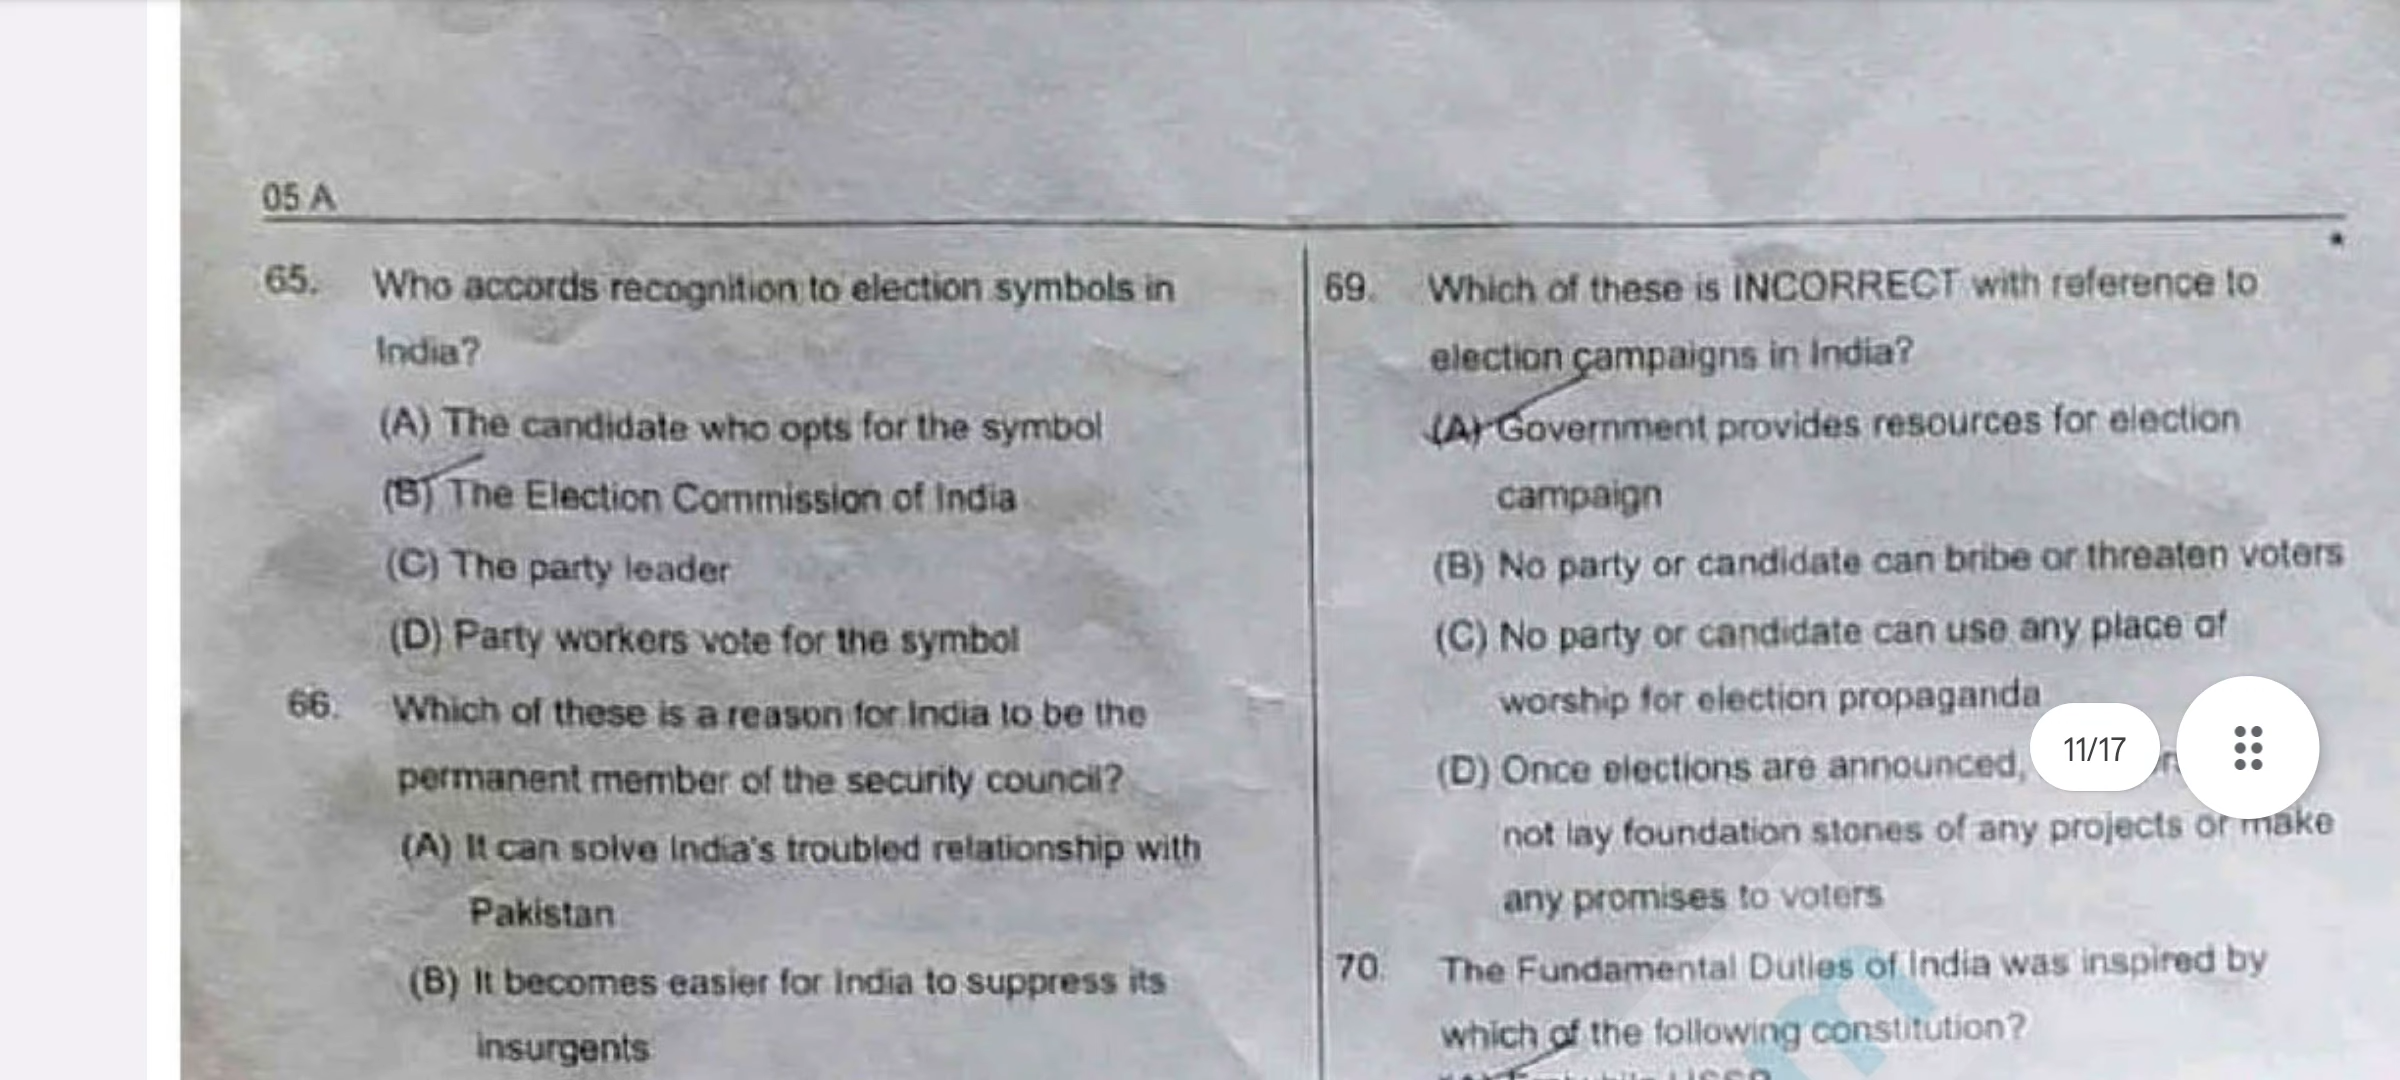 05 A
65. Who accords recognition to election symbols in
India?
(A) The candidate who opts for the symbol
(B) The Election Commission of India
(C) The party leader
(D) Party workers vote for the symbol
66. Which of these is a reason for India to be the
permanent member of the security council?
(A) It can solve India's troubled relationship with
Pakistan
(B) It becomes easier for India to suppress its
insurgents
69. Which of these is INCORRECT with reference to
election campaigns in India?
(A) Government provides resources for election
campaign
(B) No party or candidate can bribe or threaten voters
(C) No party or candidate can use any place of
worship for election propaganda
(D) Once elections are announced,
not lay foundation stones of any projects or make
any promises to voters
70. The Fundamental Duties of India was inspired by
which of the following constitution?
11/17